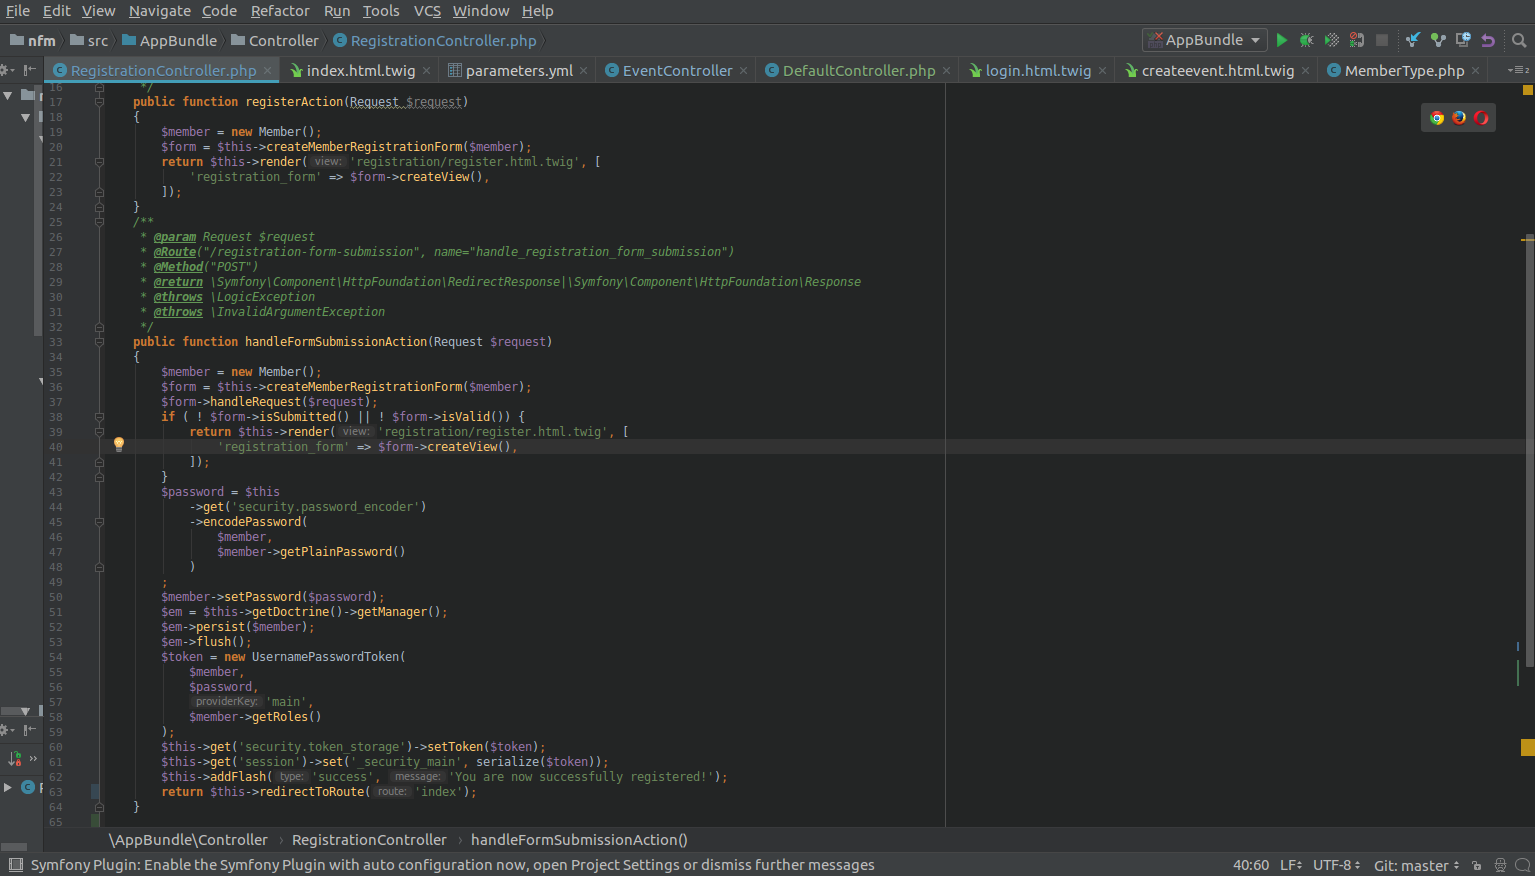 File Edit View Navigate Code Refactor Run Tools VCS Window Help
nfm src AppBundle Controller RegistrationController.php AppBundle
RegistrationController.php index.html.twig parameters.yml EventController DefaultController.php login.html.twig createevent.html.twig MemberType.php
16 */
17 public function registerAction(Request $request)
18 {
19 $member = new Member();
20 $form = $this->createMemberRegistrationForm($member);
21 return $this->render( view: 'registration/register.html.twig', [
22 'registration_form' => $form->createView(),
23 ]);
24 }
25 /**
26 * @param Request $request
27 * @Route("/registration-form-submission", name="handle_registration_form_submission")
28 * @Method("POST")
29 * @return \Symfony\Component\HttpFoundation\RedirectResponse|\Symfony\Component\HttpFoundation\Response
30 * @throws \LogicException
31 * @throws \InvalidArgumentException
32 */
33 public function handleFormSubmissionAction(Request $request)
34 {
35 $member = new Member();
36 $form = $this->createMemberRegistrationForm($member);
37 $form->handleRequest($request);
38 if ( ! $form->isSubmitted() || ! $form->isValid()) {
39 return $this->render( view: 'registration/register.html.twig', [
40 'registration_form' => $form->createView(),
41 ]);
42 }
43 $password = $this
44 ->get('security.password_encoder')
45 ->encodePassword(
46 $member,
47 $member->getPlainPassword()
48 )
49 ;
50 $member->setPassword($password);
51 $em = $this->getDoctrine()->getManager();
52 $em->persist($member);
53 $em->flush();
54 $token = new UsernamePasswordToken(
55 $member,
56 $password,
57 providerKey: 'main',
58 $member->getRoles()
59 );
60 $this->get('security.token_storage')->setToken($token);
61 $this->get('session')->set('_security_main', serialize($token));
62 $this->addFlash( type: 'success', message: 'You are now successfully registered!');
63 return $this->redirectToRoute( route: 'index');
64 }
65
\AppBundle\Controller › RegistrationController › handleFormSubmissionAction()
Symfony Plugin: Enable the Symfony Plugin with auto configuration now, open Project Settings or dismiss further messages 40:60 LF UTF-8 Git: master